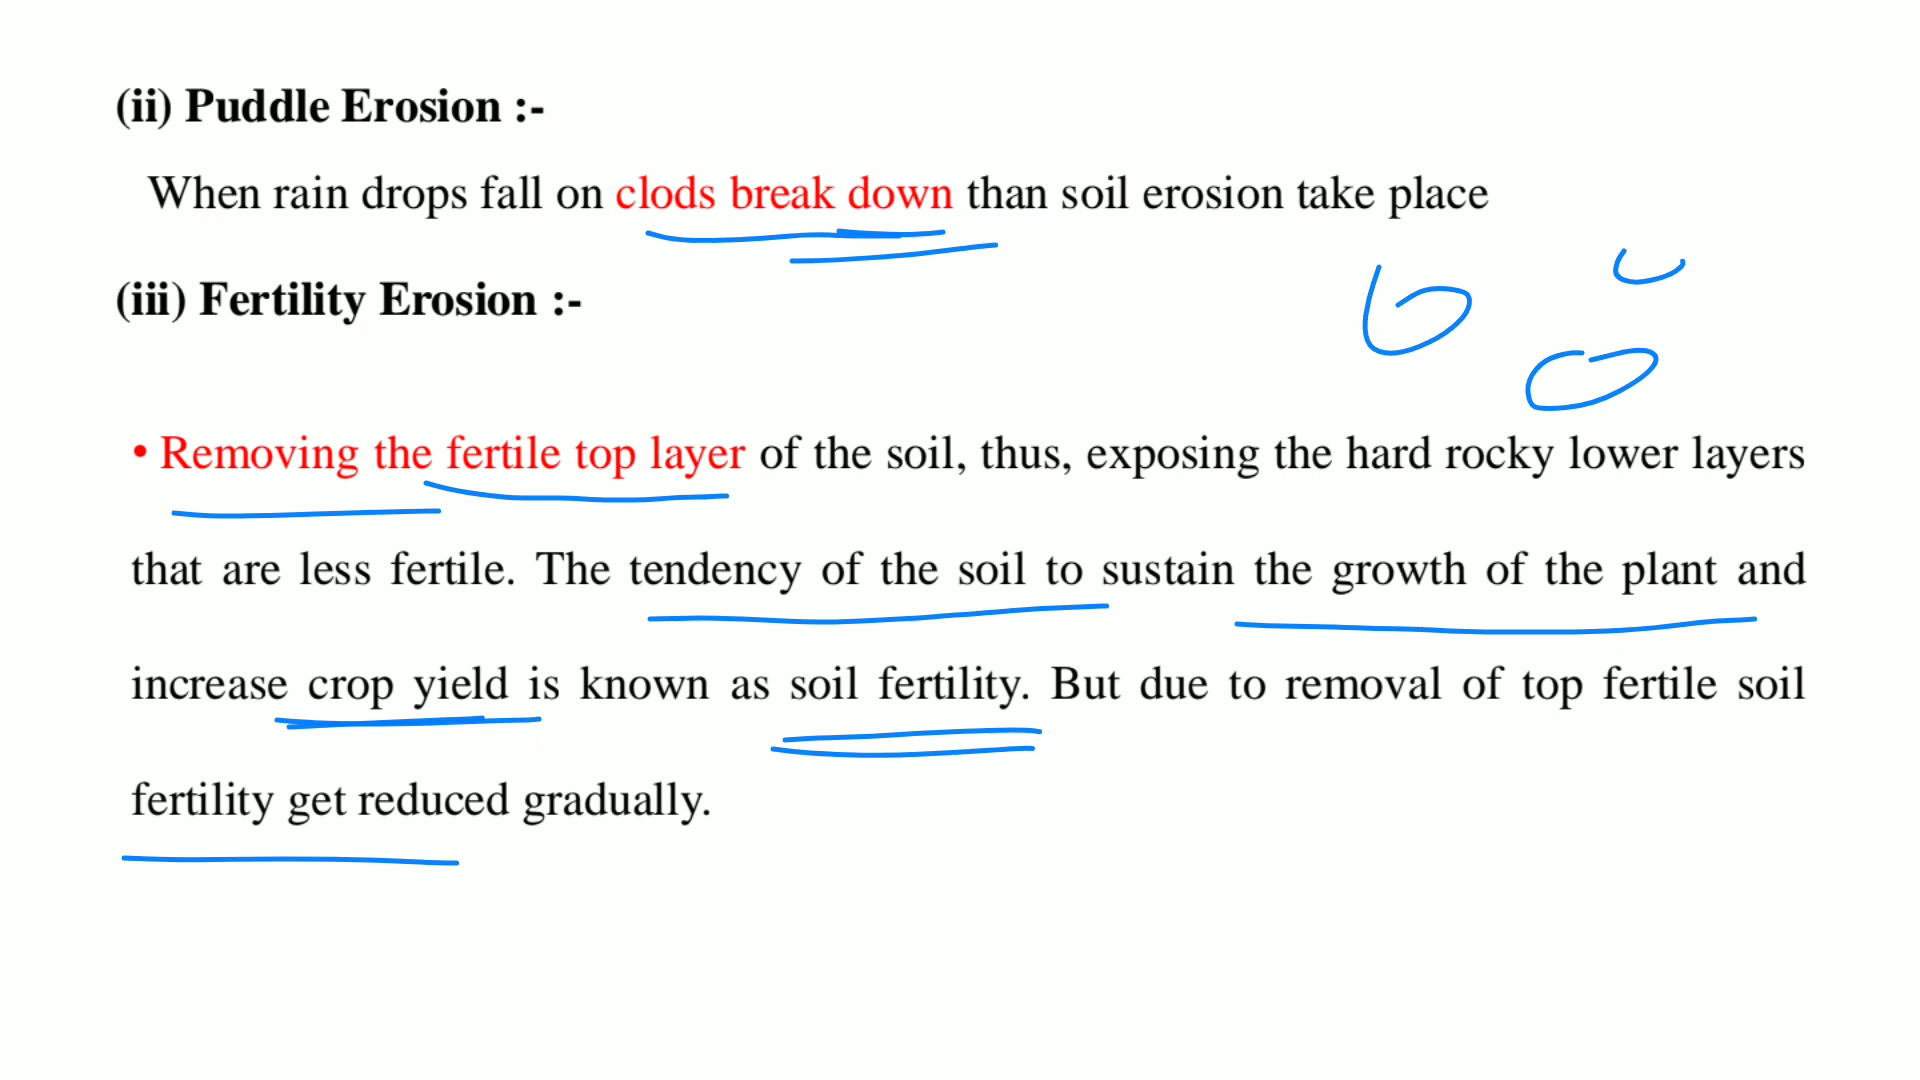 (ii) Puddle Erosion :-
When rain drops fall on clods break down than soil erosion take place
(iii) Fertility Erosion :-
• Removing the fertile top layer of the soil, thus, exposing the hard rocky lower layers
that are less fertile. The tendency of the soil to sustain the growth of the plant and
increase crop yield is known as soil fertility. But due to removal of top fertile soil
fertility get reduced gradually.